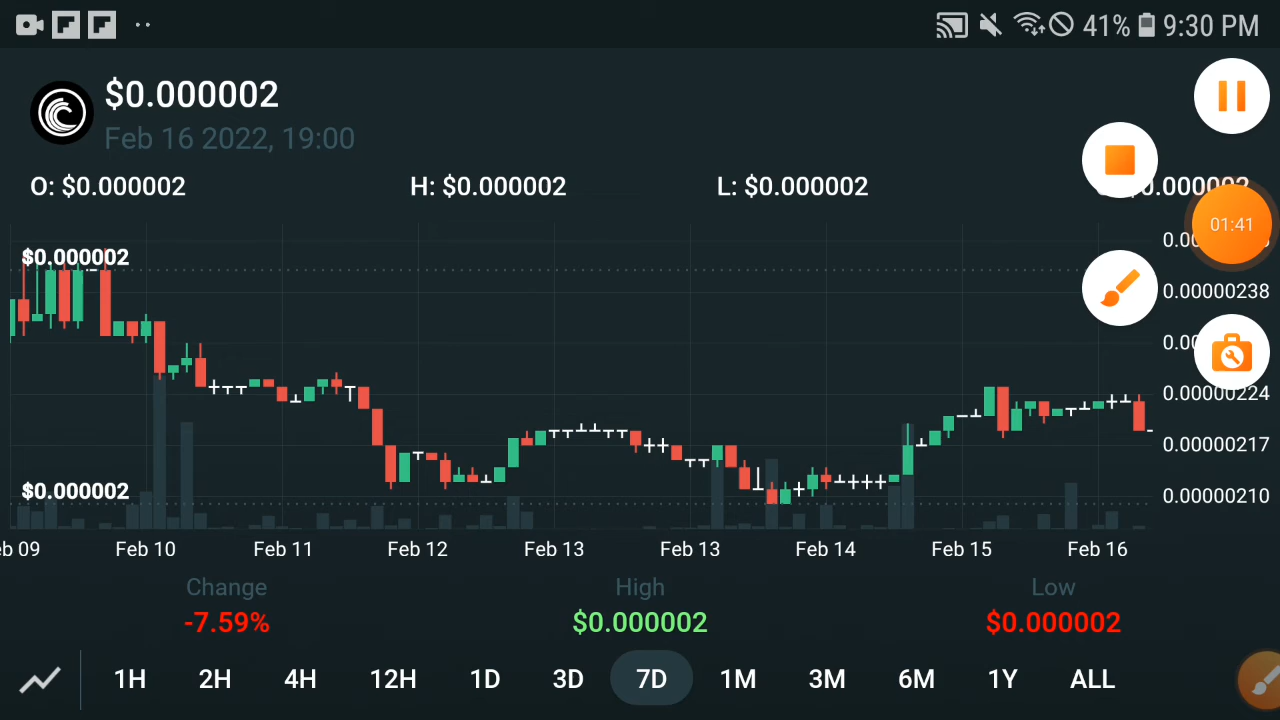 41% 9:30 PM
$0.000002
Feb 16 2022, 19:00
O: $0.000002 H: $0.000002 L: $0.000002
01:41
$0.000002
0.00000238
0.00000224
0.00000217
$0.000002
0.00000210
Feb 10 Feb 11 Feb 12 Feb 13 Feb 13 Feb 14 Feb 15 Feb 16
Change High Low
-7.59% $0.000002 $0.000002
1H 2H 4H 12H 1D 3D 7D 1M 3M 6M 1Y ALL